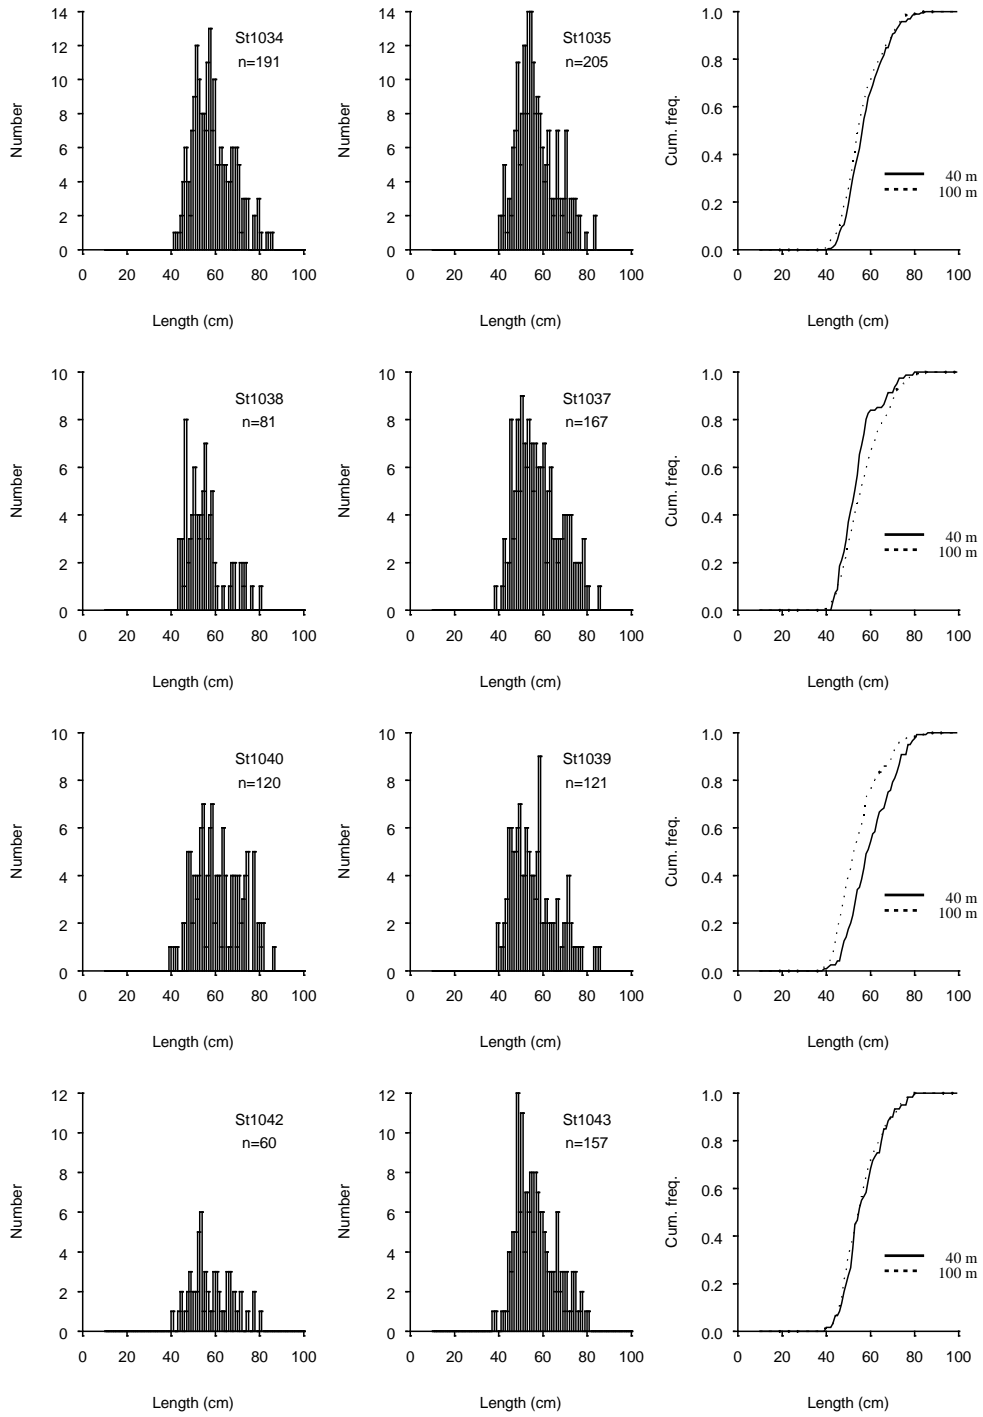 14
12
10
8
6
4
2
0
Number
St1034
n=191
0 20 40 60 80 100
Length (cm)
14
12
10
8
6
4
2
0
Number
St1035
n=205
0 20 40 60 80 100
Length (cm)
1.0
0.8
0.6
0.4
0.2
0.0
Cum. freq.
40 m
100 m
0 20 40 60 80 100
Length (cm)
10
8
6
4
2
0
Number
St1038
n=81
0 20 40 60 80 100
Length (cm)
10
8
6
4
2
0
Number
St1037
n=167
0 20 40 60 80 100
Length (cm)
1.0
0.8
0.6
0.4
0.2
0.0
Cum. freq.
40 m
100 m
0 20 40 60 80 100
Length (cm)
10
8
6
4
2
0
Number
St1040
n=120
0 20 40 60 80 100
Length (cm)
10
8
6
4
2
0
Number
St1039
n=121
0 20 40 60 80 100
Length (cm)
1.0
0.8
0.6
0.4
0.2
0.0
Cum. freq.
40 m
100 m
0 20 40 60 80 100
Length (cm)
12
10
8
6
4
2
0
Number
St1042
n=60
0 20 40 60 80 100
Length (cm)
12
10
8
6
4
2
0
Number
St1043
n=157
0 20 40 60 80 100
Length (cm)
1.0
0.8
0.6
0.4
0.2
0.0
Cum. freq.
40 m
100 m
0 20 40 60 80 100
Length (cm)